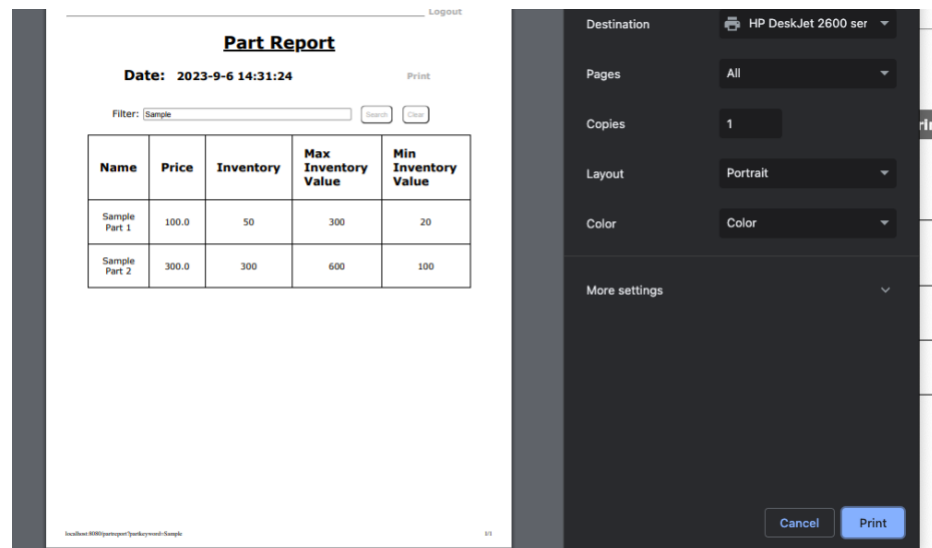 Logout
Part Report
Date: 2023-9-6 14:31:24
Print
Filter: Sample Search Clear
Name Price Inventory Max Inventory Value Min Inventory Value
Sample Part 1 100.0 50 300 20
Sample Part 2 300.0 300 600 100
localhost:8080/partreport?partkeyword=Sample 1/1
Destination HP DeskJet 2600 ser
Pages All
Copies 1
Layout Portrait
Color Color
More settings
Cancel Print